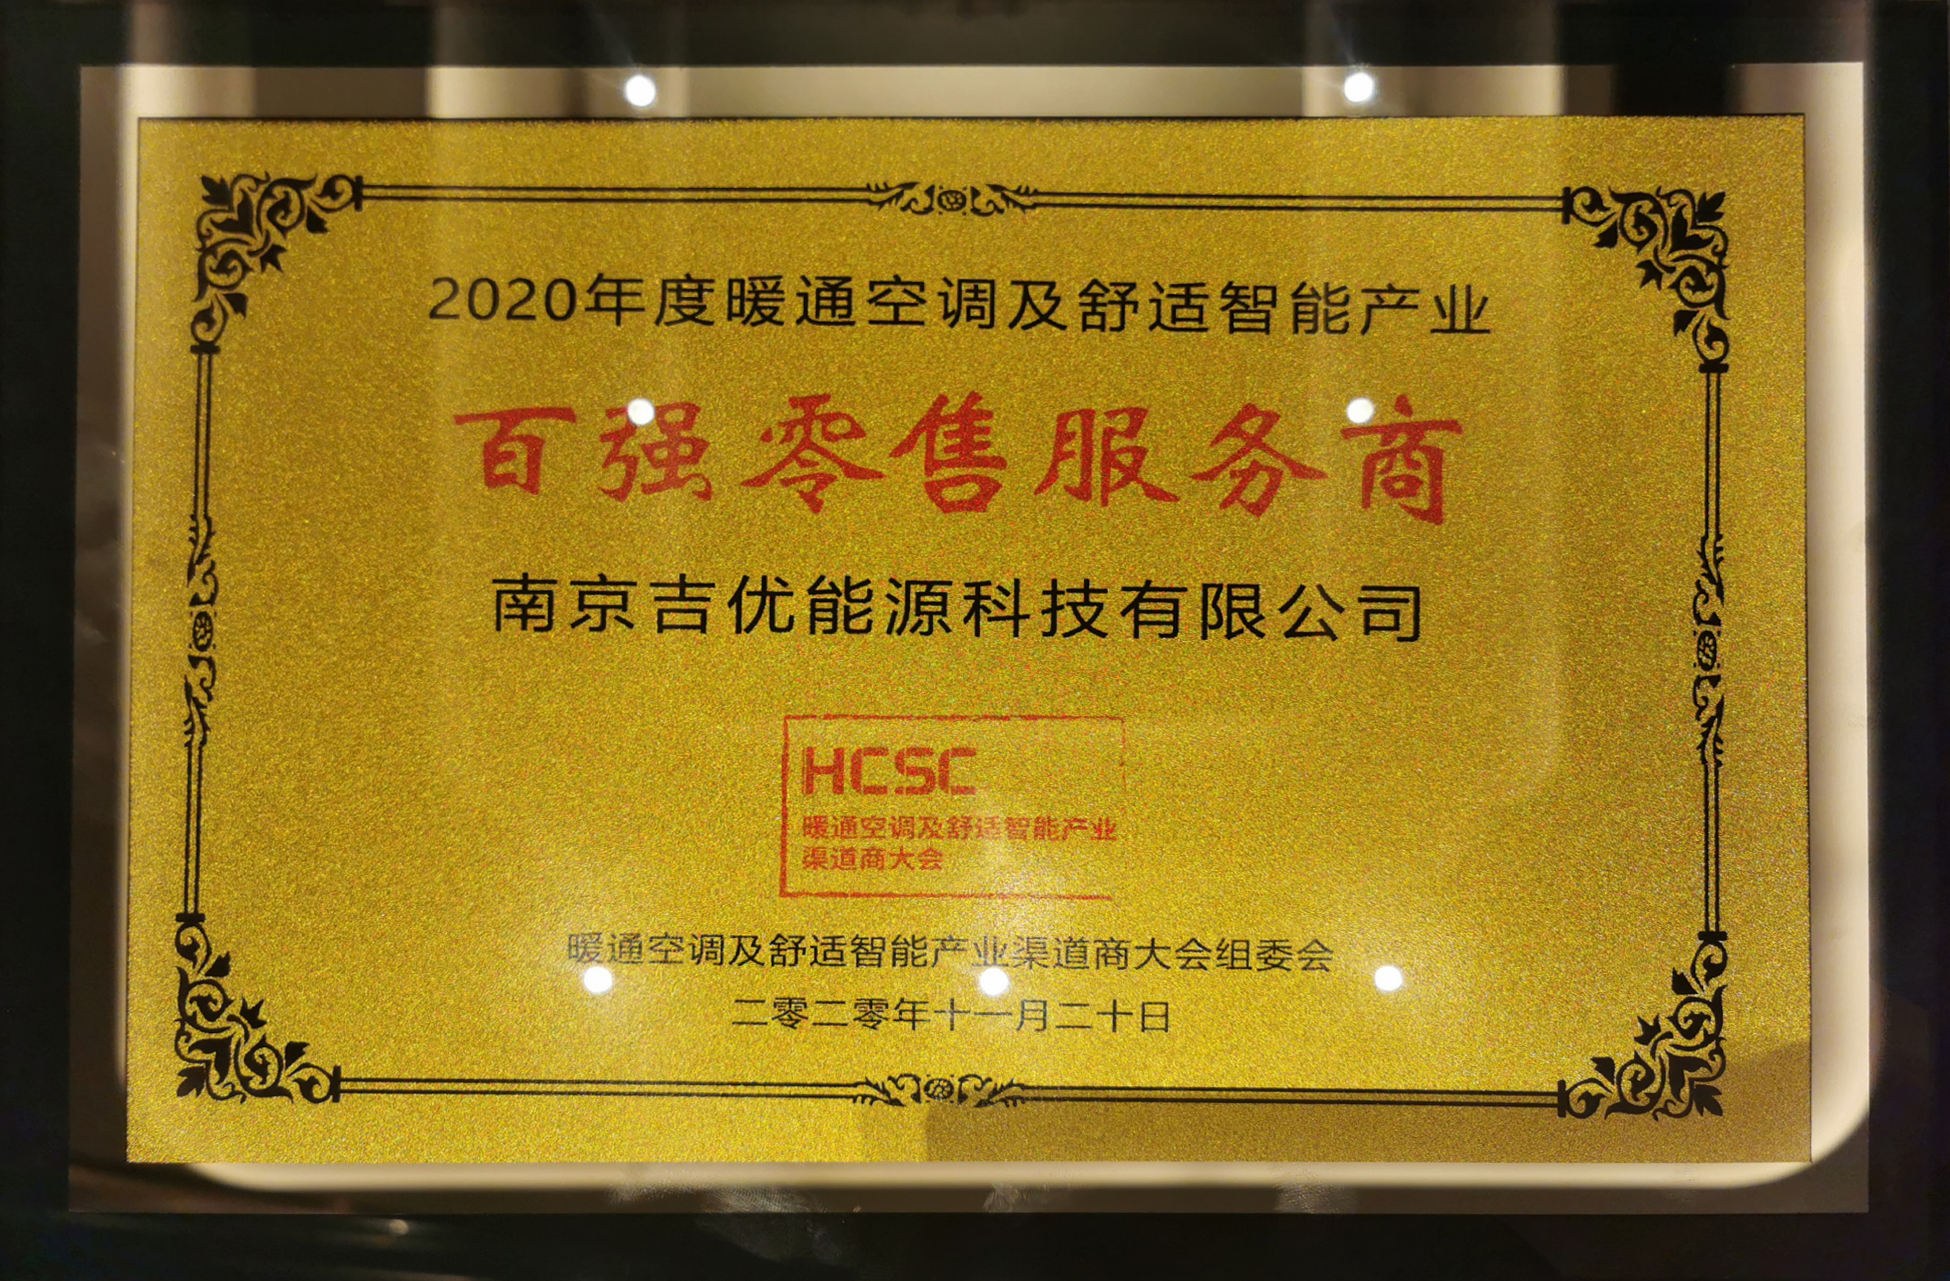 2020年度暖通空调及舒适智能产业
百强零售服务商
南京吉优能源科技有限公司
HCSC
暖通空调及舒适智能产业
渠道商大会
暖通空调及舒适智能产业渠道商大会组委会
二零二零年十一月二十日